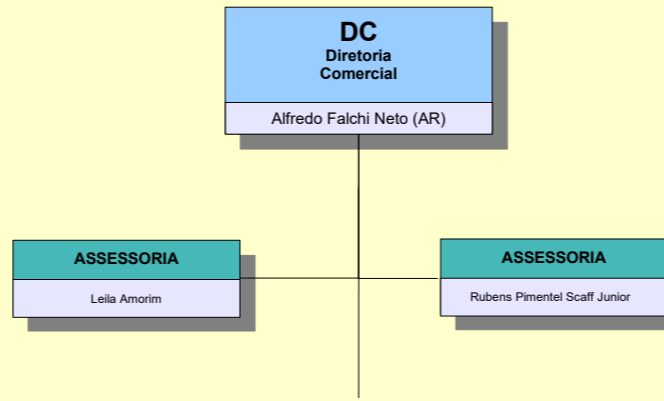 DC
Diretoria
Comercial
Alfredo Falchi Neto (AR)
ASSESSORIA
Leila Amorim
ASSESSORIA
Rubens Pimentel Scaff Junior